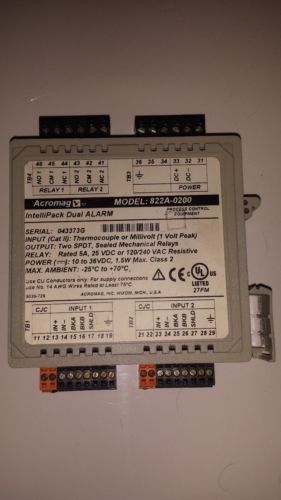 46 45 44 43 42 41
NO 1 CM 1 NC 1 NO 2 CM 2 NC 2
TB4
RELAY 1 RELAY 2
36 35 34 33 32 31
DC+ DC-
TB3
POWER
Acromag
MODEL: 822A-0200
IntelliPack Dual ALARM
PROCESS CONTROL
EQUIPMENT
SERIAL: 043373G
INPUT (Cat II): Thermocouple or Millivolt (1 Volt Peak)
RELAY: Two SPDT, Sealed Mechanical Relays
Rated 5A, 25 VDC or 120/240 VAC Resistive
POWER 10 to 36VDC, 1.5W Max. Class 2
MAX. AMBIENT: -25°C to +70°C,
Use CU Conductors only and suitable
use No. 14 AWG Wires Rated to Least 75°C.
ACROMAG, INC, WIXOM, MICH., U.S.A.
UL
LISTED
27FM
CJC INPUT 1
TB1
IN+ IN- BKA BKB SHLD
11 12 13 14 15 16 17 18 19
CJC INPUT 2
TB2
IN+ IN- BKA BKB SHLD
21 22 23 24 25 26 27 28 29